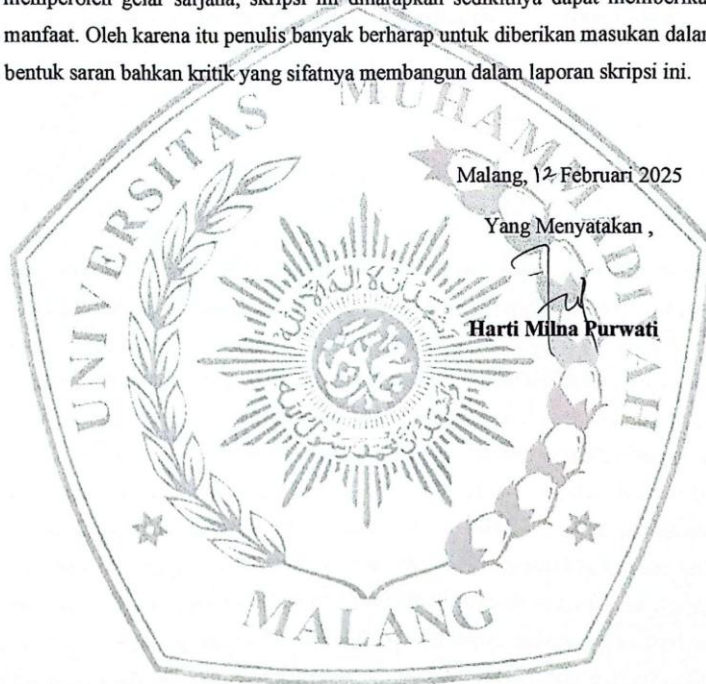 memperoleh gelar sarjana, skripsi ini diharapkan sedikitnya dapat memberika
manfaat. Oleh karena itu penulis banyak berharap untuk diberikan masukan dalam
bentuk saran bahkan kritik yang sifatnya membangun dalam laporan skripsi ini.
Malang, 12 Februari 2025
Yang Menyatakan ,
Harti Milna Purwati
UNIVERSITAS MUHAMMADIYAH
MALANG